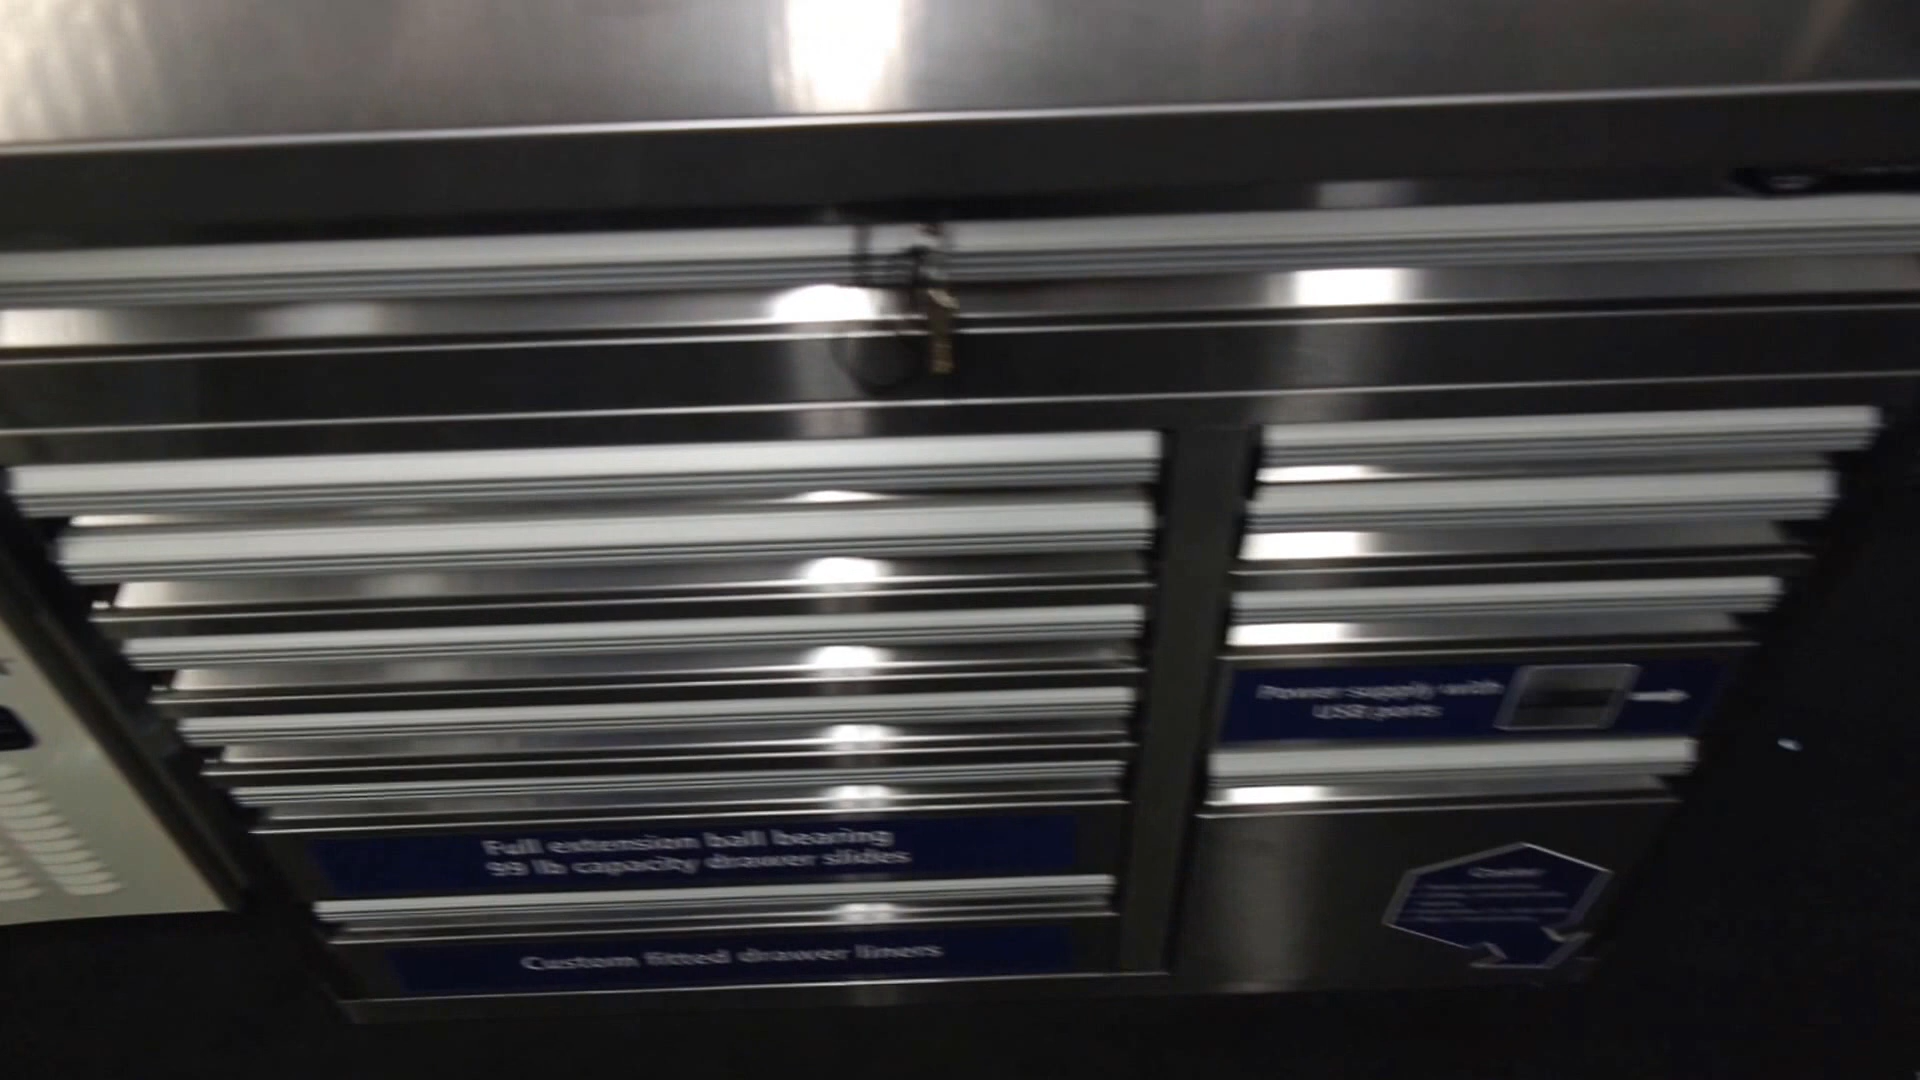 Power supply with
USB ports
Full extension ball bearing
99 lb capacity drawer slides
Custom fitted drawer liners